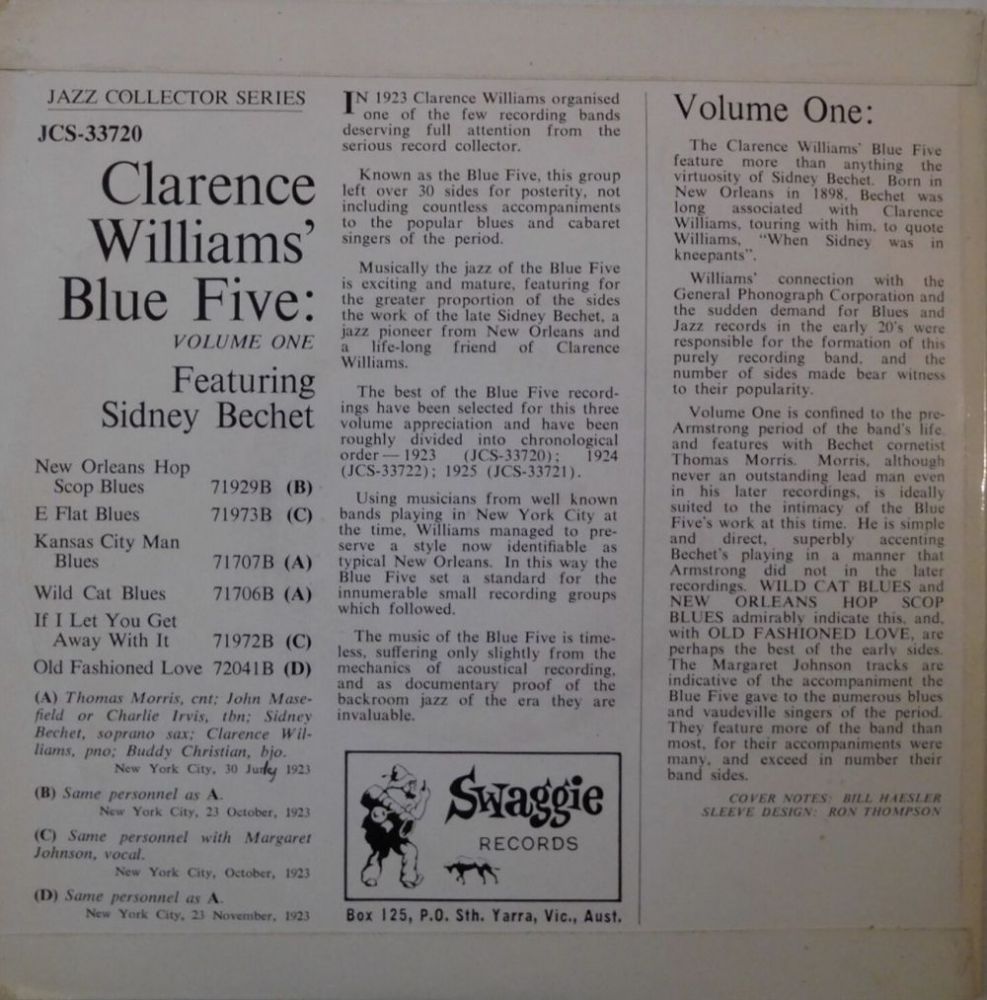 JAZZ COLLECTOR SERIES
JCS-33720
Clarence
Williams'
Blue Five:
VOLUME ONE
Featuring
Sidney Bechet
New Orleans Hop
Scop Blues 71929B (B)
E Flat Blues 71973B (C)
Kansas City Man
Blues 71707B (A)
Wild Cat Blues 71706B (A)
If I Let You Get
Away With It 71972B (C)
Old Fashioned Love 72041B (D)
(A) Thomas Morris, cnt; John Mase-
field or Charlie Irvis, tbn; Sidney
Bechet, soprano sax; Clarence Wil-
liams, pno; Buddy Christian, bjo.
New York City, 30 July 1923
(B) Same personnel as A.
New York City, 23 October, 1923
(C) Same personnel with Margaret
Johnson, vocal.
New York City, October, 1923
(D) Same personnel as A.
New York City, 23 November, 1923
IN 1923 Clarence Williams organised
one of the few recording bands
deserving full attention from the
serious record collector.
Known as the Blue Five, this group
left over 30 sides for posterity, not
including countless accompaniments
to the popular blues and cabaret
singers of the period.
Musically the jazz of the Blue Five
is exciting and mature, featuring for
the greater proportion of the sides
the work of the late Sidney Bechet, a
jazz pioneer from New Orleans and
a life-long friend of Clarence
Williams.
The best of the Blue Five record-
ings have been selected for this three
volume appreciation and have been
roughly divided into chronological
order — 1923 (JCS-33720); 1924
(JCS-33722); 1925 (JCS-33721).
Using musicians from well known
bands playing in New York City at
the time, Williams managed to pre-
serve a style now identifiable as
typical New Orleans. In this way the
Blue Five set a standard for the
innumerable small recording groups
which followed.
The music of the Blue Five is time-
less, suffering only slightly from the
mechanics of acoustical recording,
and as documentary proof of the
backroom jazz of the era they are
invaluable.
Swaggie
RECORDS
Box 125, P.O. Sth. Yarra, Vic., Aust.
Volume One:
The Clarence Williams' Blue Five
feature more than anything the
virtuosity of Sidney Bechet. Born in
New Orleans in 1898, Bechet was
long associated with Clarence
Williams, touring with him, to quote
Williams, "When Sidney was in
kneepants".
Williams' connection with the
General Phonograph Corporation and
the sudden demand for Blues and
Jazz records in the early 20's were
responsible for the formation of this
purely recording band, and the
number of sides made bear witness
to their popularity.
Volume One is confined to the pre-
Armstrong period of the band's life,
and features with Bechet cornetist
Thomas Morris. Morris, although
never an outstanding lead man even
in his later recordings, is ideally
suited to the intimacy of the Blue
Five's work at this time. He is simple
and direct, superbly accenting
Bechet's playing in a manner that
Armstrong did not in the later
recordings. WILD CAT BLUES and
NEW ORLEANS HOP SCOP
BLUES admirably indicate this, and,
with OLD FASHIONED LOVE, are
perhaps the best of the early sides.
The Margaret Johnson tracks are
indicative of the accompaniment the
Blue Five gave to the numerous blues
and vaudeville singers of the period.
They feature more of the band than
most, for their accompaniments were
many, and exceed in number their
band sides.
COVER NOTES: BILL HAESLER
SLEEVE DESIGN: RON THOMPSON